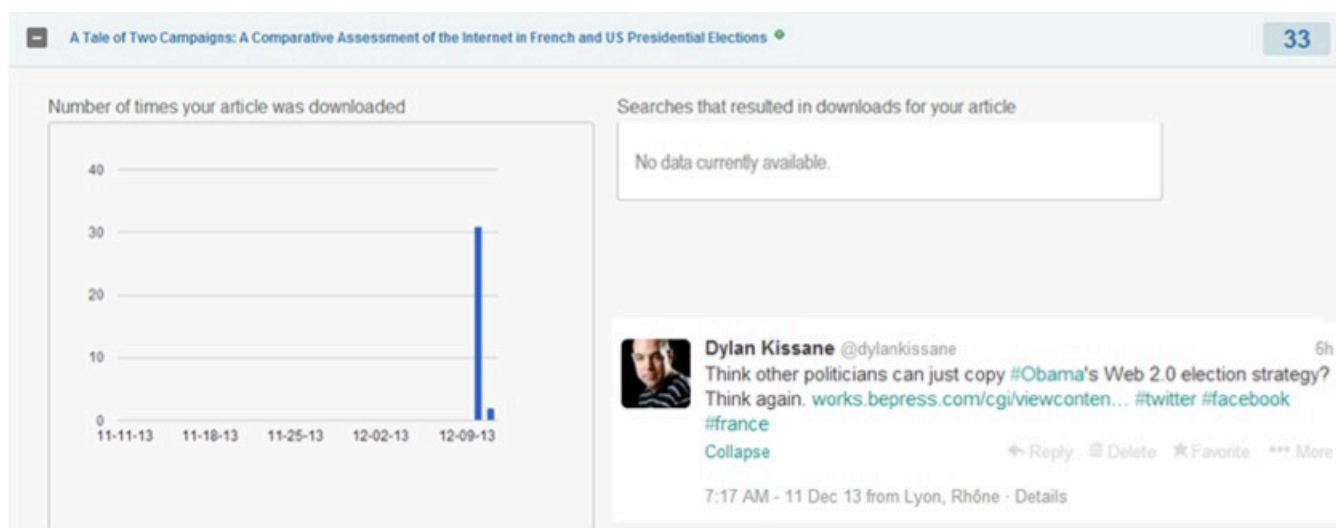 A Tale of Two Campaigns: A Comparative Assessment of the Internet in French and US Presidential Elections
33
Number of times your article was downloaded
40
30
20
10
0
11-11-13 11-18-13 11-25-13 12-02-13 12-09-13
Searches that resulted in downloads for your article
No data currently available.
Dylan Kissane @dylankissane 6h
Think other politicians can just copy #Obama's Web 2.0 election strategy?
Think again. works.bepress.com/cgi/viewconten... #twitter #facebook
#france
Collapse Reply Delete Favorite More
7:17 AM - 11 Dec 13 from Lyon, Rhône · Details